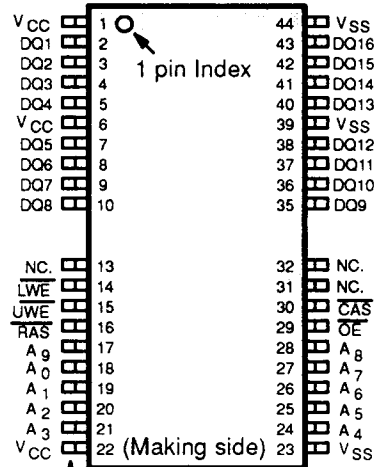 VCC 1 44 VSS
DQ1 2 43 DQ16
DQ2 3 1 pin Index 42 DQ15
DQ3 4 41 DQ14
DQ4 5 40 DQ13
VCC 6 39 VSS
DQ5 7 38 DQ12
DQ6 8 37 DQ11
DQ7 9 36 DQ10
DQ8 10 35 DQ9
NC. 13 32 NC.
LWE 14 31 NC.
UWE 15 30 CAS
RAS 16 29 OE
A9 17 28 A8
A0 18 27 A7
A1 19 26 A6
A2 20 25 A5
A3 21 24 A4
VCC 22 (Making side) 23 VSS